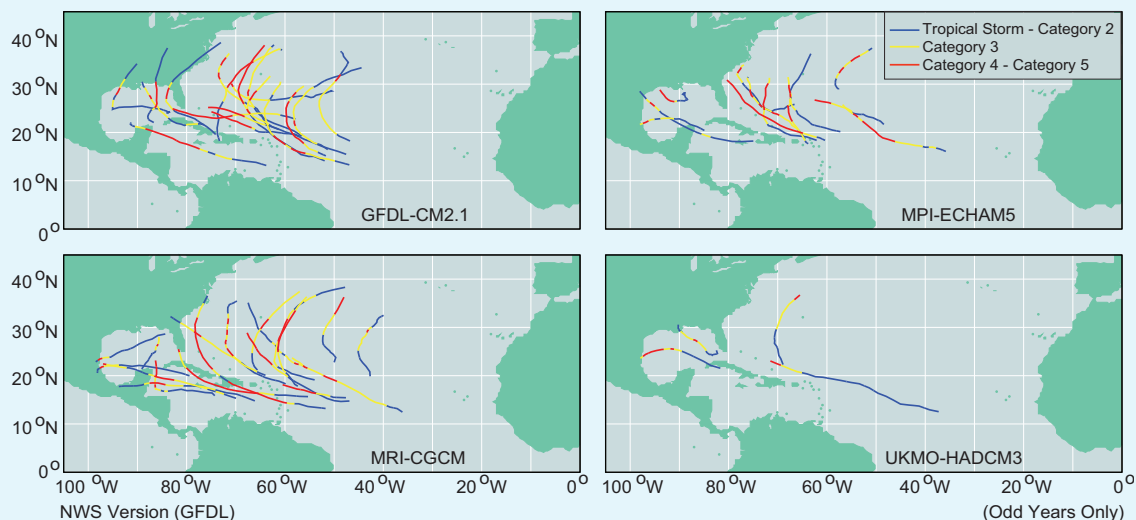 Tropical Storm - Category 2
Category 3
Category 4 - Category 5
40°N
30°N
20°N
10°N
0°
GFDL-CM2.1
MPI-ECHAM5
40°N
30°N
20°N
10°N
0°
MRI-CGCM
UKMO-HADCM3
100°W 80°W 60°W 40°W 20°W 0° 100°W 80°W 60°W 40°W 20°W 0°
NWS Version (GFDL) (Odd Years Only)